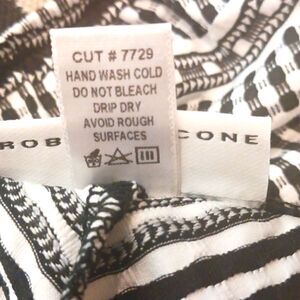 CUT # 7729
HAND WASH COLD
DO NOT BLEACH
DRIP DRY
AVOID ROUGH
SURFACES
ROB CONE